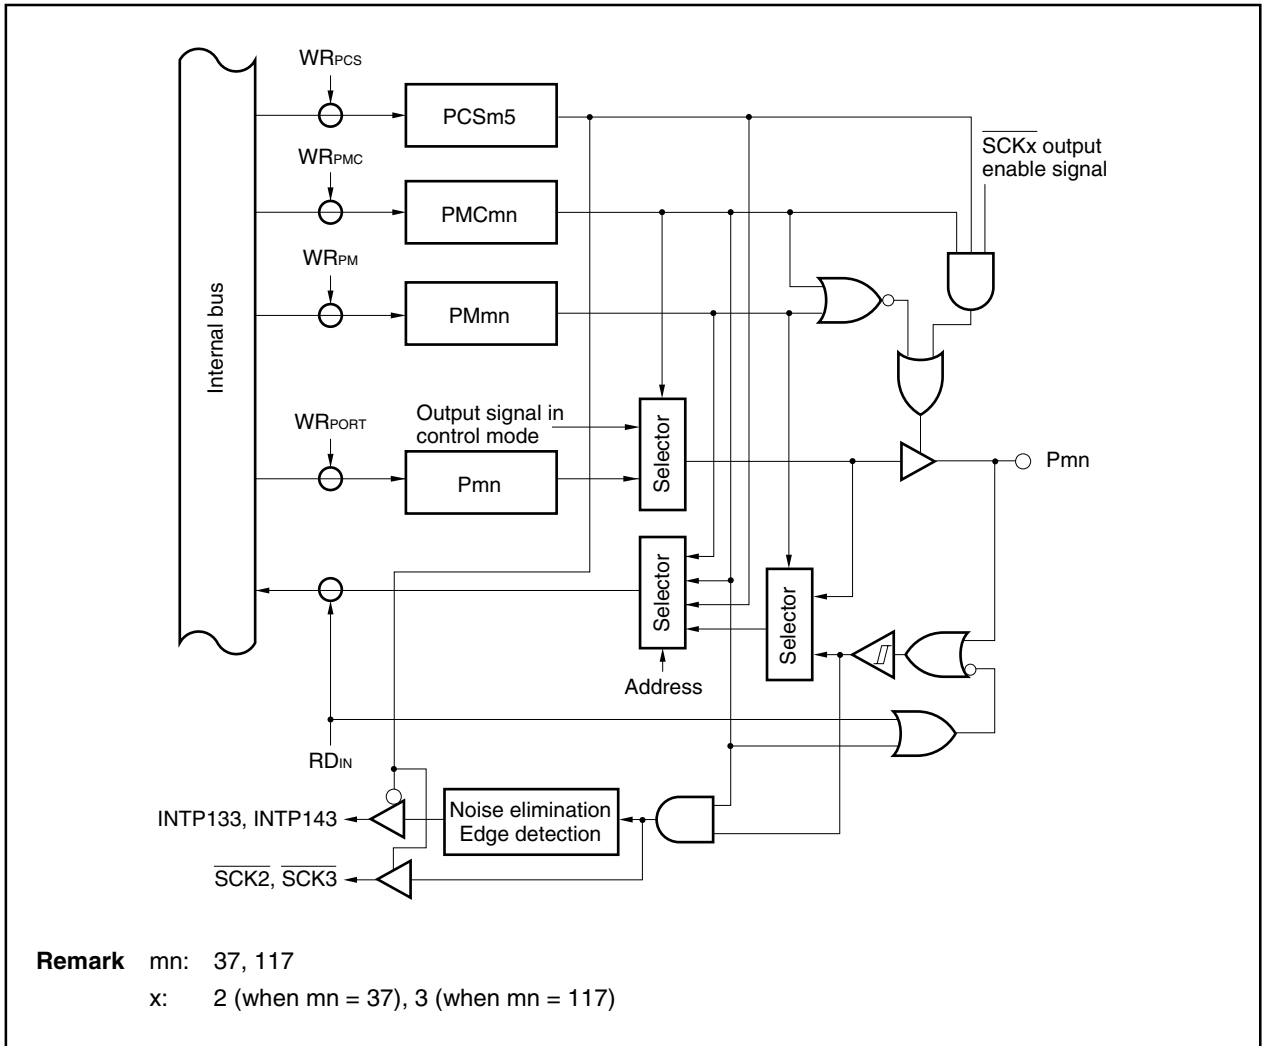 WRPCS
PCSm5
SCKx output
enable signal
WRPMC
PMCmn
WRPM
PMmn
Internal bus
WRPORT
Output signal in
control mode
Selector
Pmn
Pmn
Selector
Selector
Address
RDIN
INTP133, INTP143
Noise elimination
Edge detection
SCK2, SCK3
Remark mn: 37, 117
x: 2 (when mn = 37), 3 (when mn = 117)